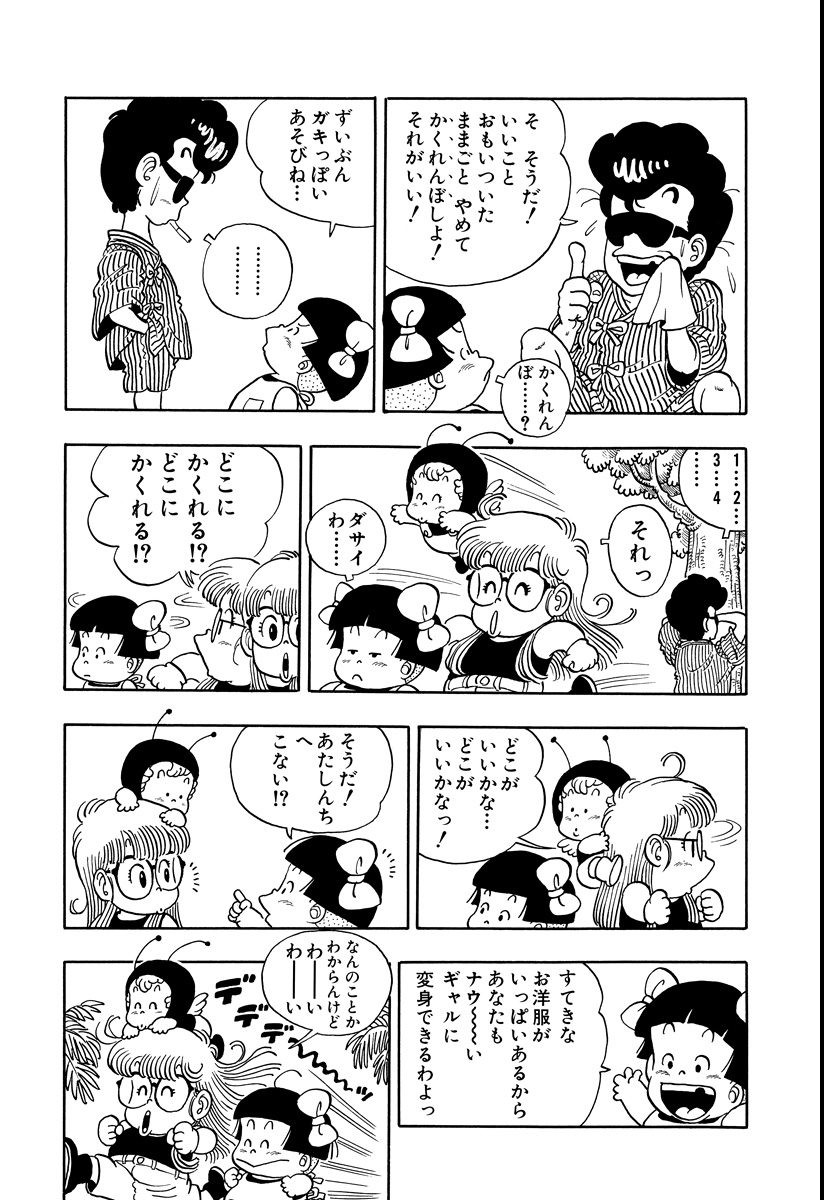 そ そうだ！
いいこと
おもいついた
ままごと やめて
かくれんぼしよ！
それがいい！
かくれん
ぼ……？
ずいぶん
ガキっぽい
あそびね…
………
………
1…2…
3…4
……
それっ
ダサイ
わ……
どこに
かくれる!?
どこに
かくれる!?
どこが
いいかな…
どこが
いいかなっ！
そうだ！
あたしんち
へ
こない!?
すてきな
お洋服が
いっぱいあるから
あなたも
ナウ～～い
ギャルに
変身できるわよっ
なんのことか
わからんけど
わーい
わーい
デデデ